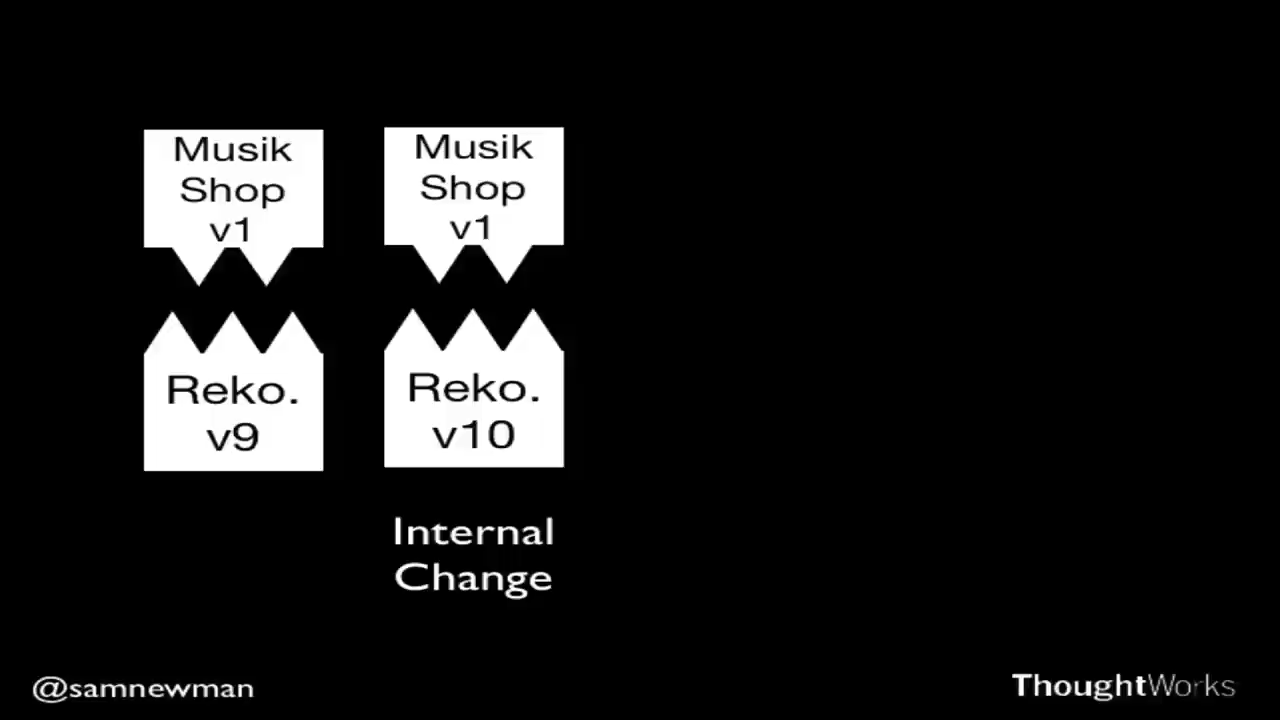 Musik
Shop
v1
Musik
Shop
v1
Reko.
v9
Reko.
v10
Internal
Change
@samnewman
ThoughtWorks